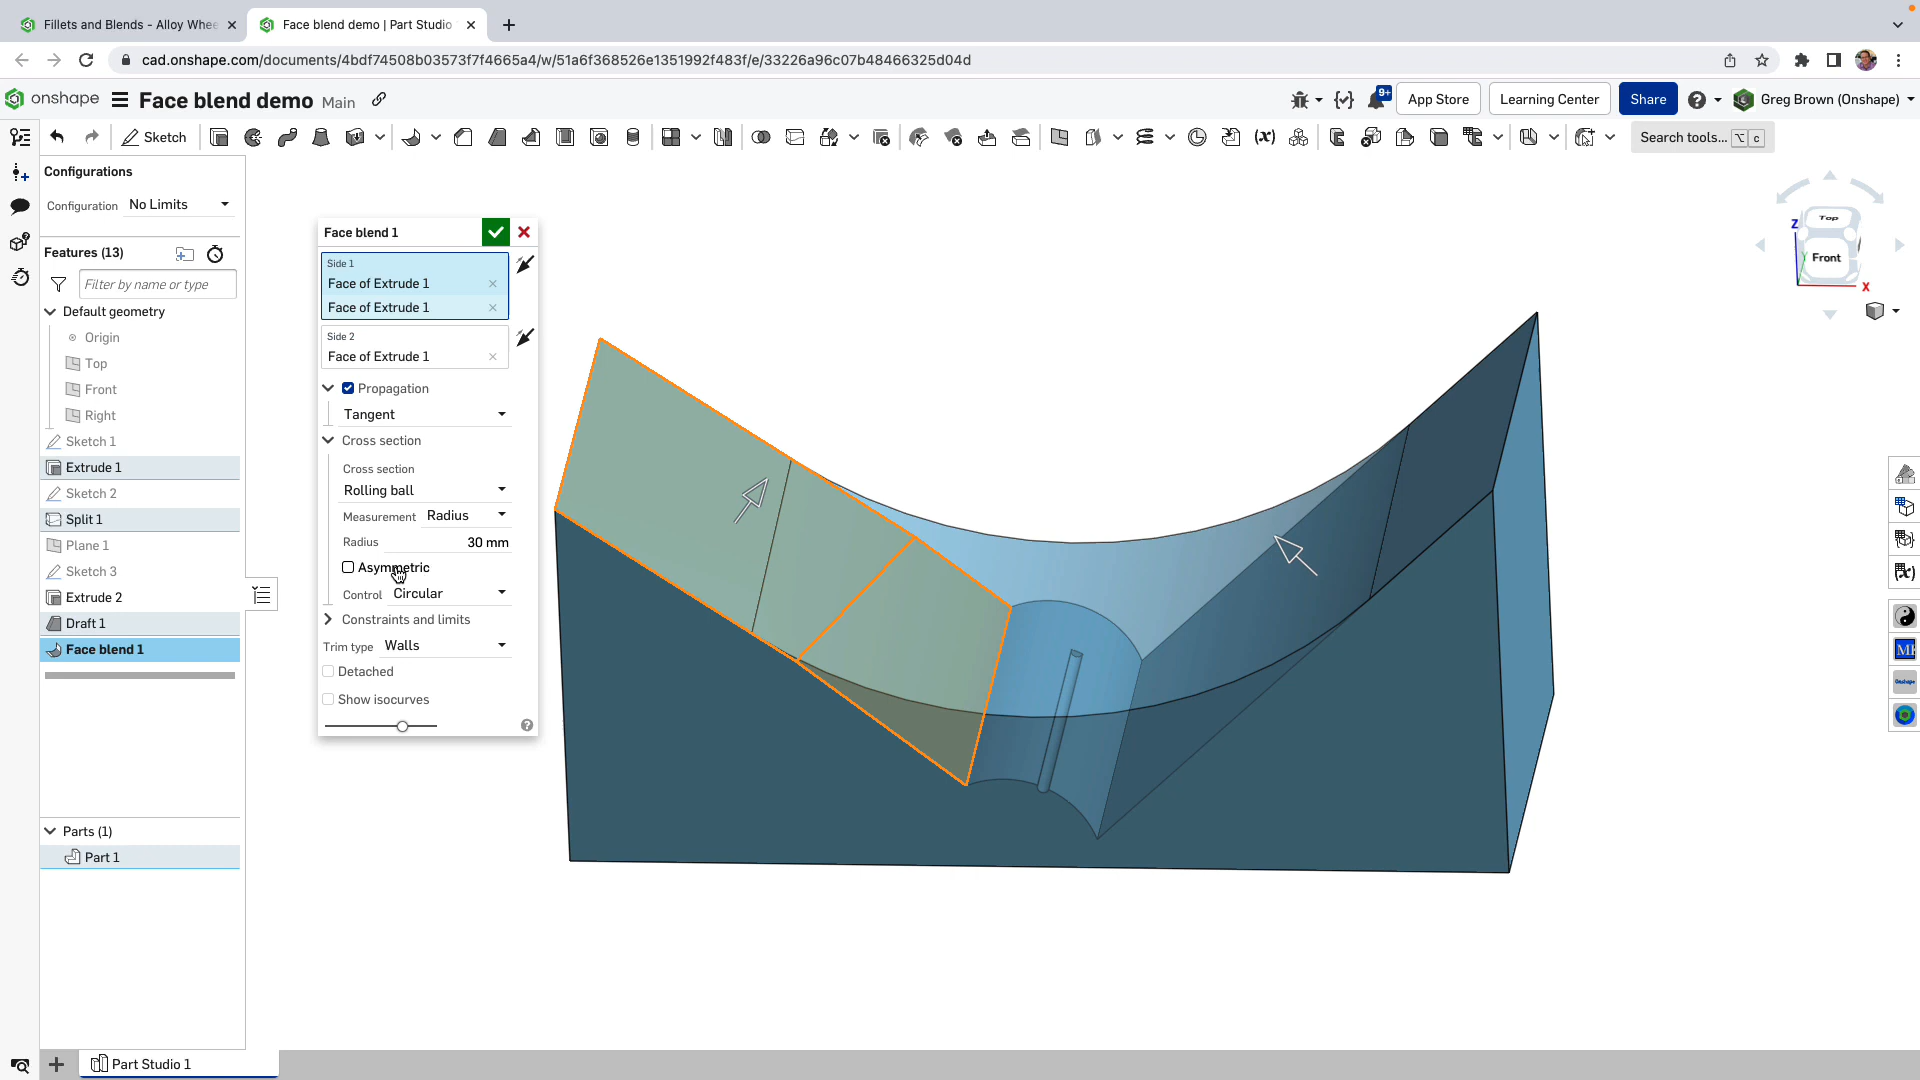 Fillets and Blends - Alloy Whee
Face blend demo | Part Studio
cad.onshape.com/documents/4bdf74508b03573f7f4665a4/w/51a6f368526e1351992f483f/e/33226a96c07b48466325d04d
onshape
Face blend demo Main
9+
App Store
Learning Center
Share
Greg Brown (Onshape)
Sketch
Search tools... ⌥ c
Configurations
Configuration No Limits
Features (13)
Filter by name or type
Default geometry
Origin
Top
Front
Right
Sketch 1
Extrude 1
Sketch 2
Split 1
Plane 1
Sketch 3
Extrude 2
Draft 1
Face blend 1
Parts (1)
Part 1
Face blend 1
Side 1
Face of Extrude 1
Face of Extrude 1
Side 2
Face of Extrude 1
Propagation
Tangent
Cross section
Cross section
Rolling ball
Measurement Radius
Radius 30 mm
Asymmetric
Control Circular
Constraints and limits
Trim type Walls
Detached
Show isocurves
Top
Front
Z
X
Part Studio 1